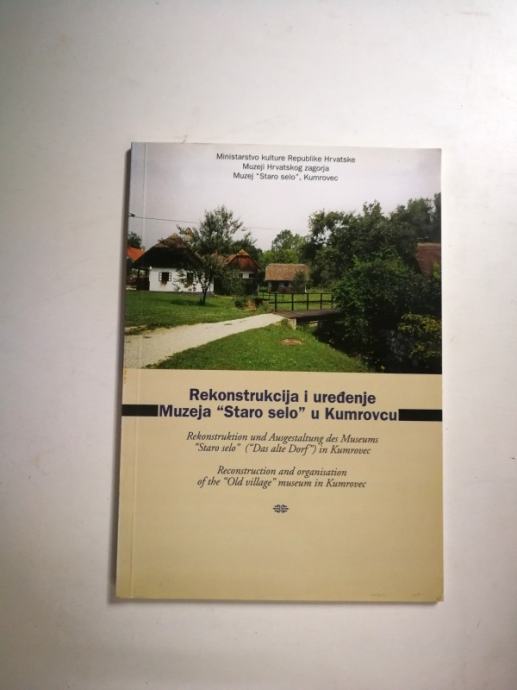 Ministarstvo kulture Republike Hrvatske
Muzeji Hrvatskog zagorja
Muzej "Staro selo", Kumrovec
Rekonstrukcija i uređenje
Muzeja "Staro selo" u Kumrovcu
Rekonstruktion und Ausgestaltung des Museums
"Staro selo" ("Das alte Dorf") in Kumrovec
Reconstruction and organisation
of the "Old village" museum in Kumrovec